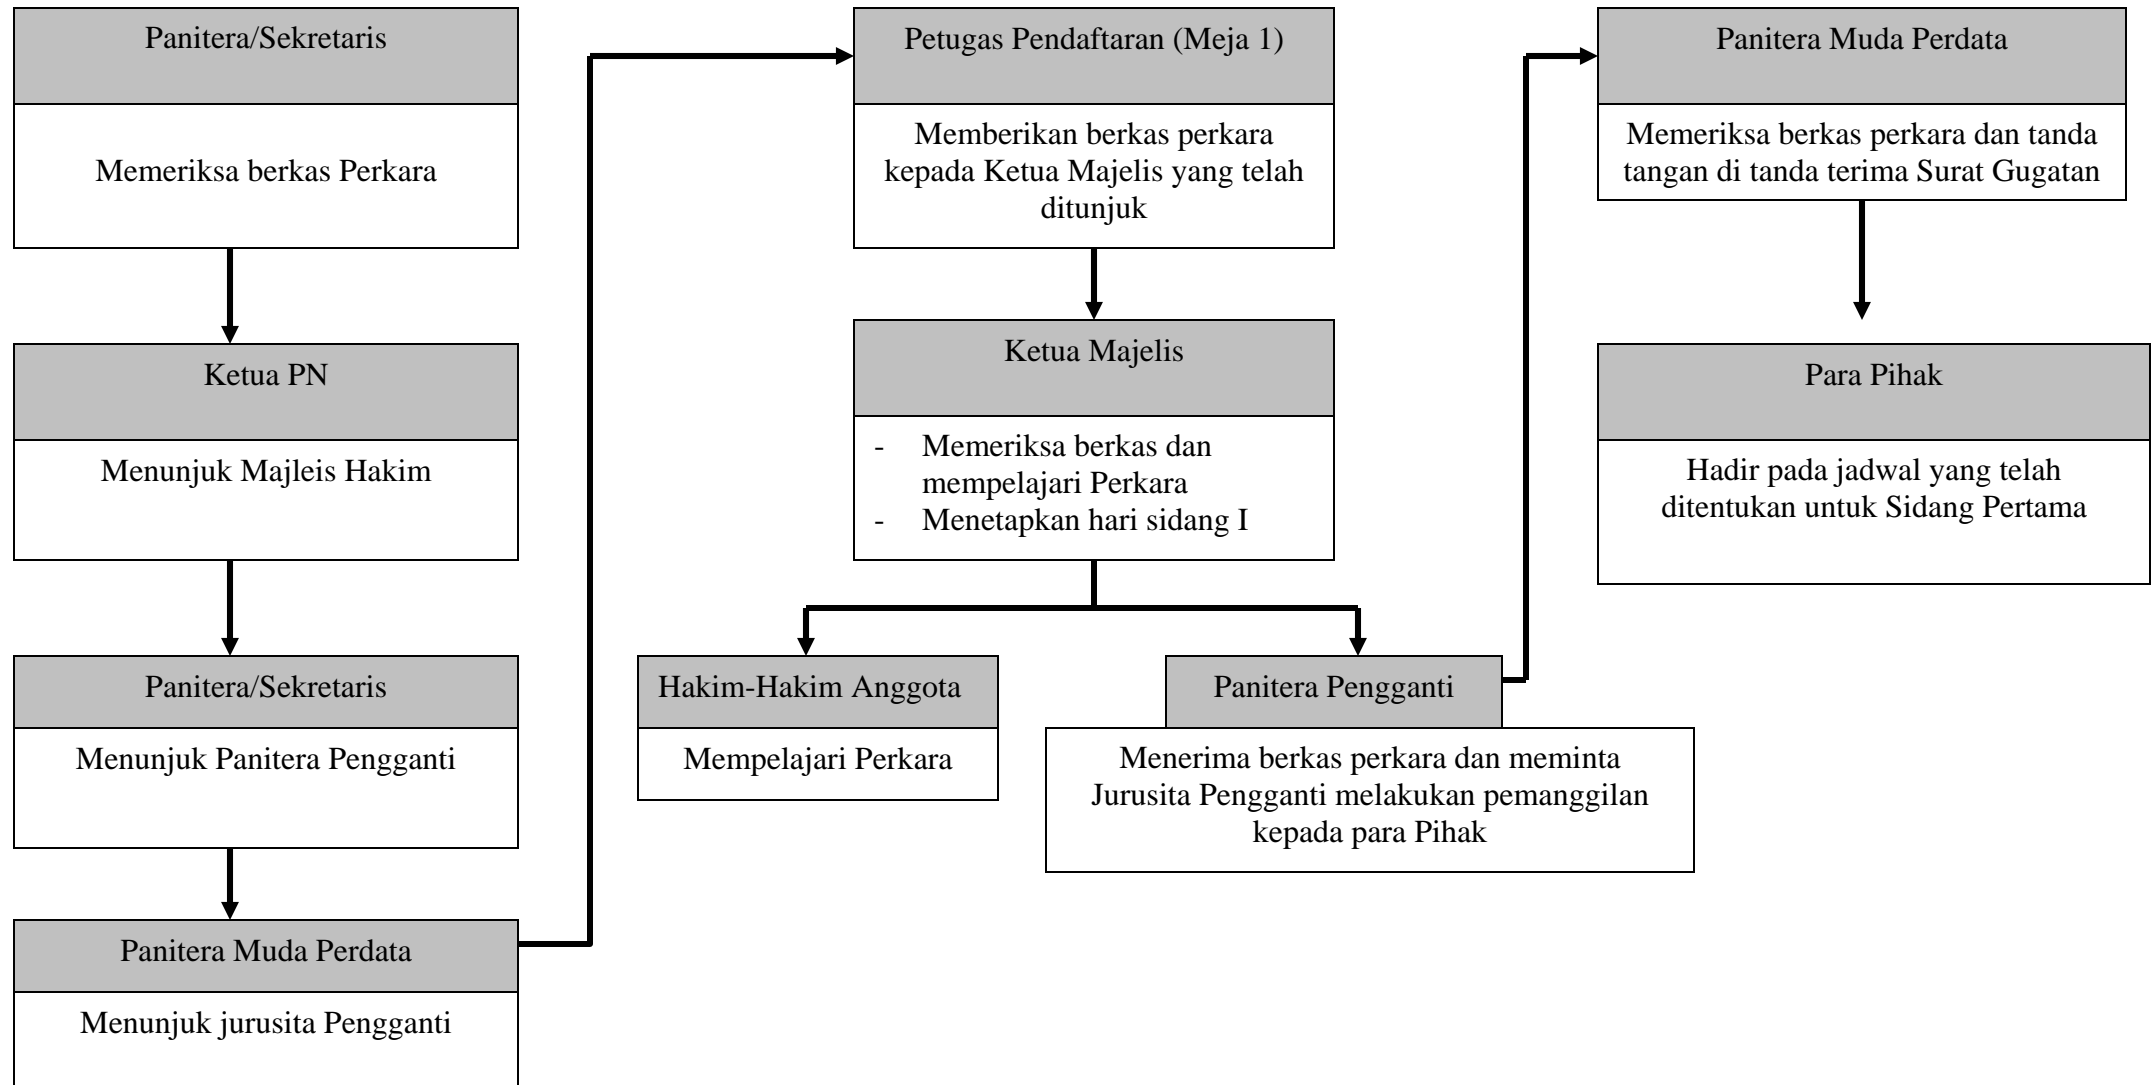 Panitera/Sekretaris
Memeriksa berkas Perkara
Ketua PN
Menunjuk Majleis Hakim
Panitera/Sekretaris
Menunjuk Panitera Pengganti
Panitera Muda Perdata
Menunjuk jurusita Pengganti
Petugas Pendaftaran (Meja 1)
Memberikan berkas perkara
kepada Ketua Majelis yang telah
ditunjuk
Ketua Majelis
- Memeriksa berkas dan
mempelajari Perkara
- Menetapkan hari sidang I
Hakim-Hakim Anggota
Mempelajari Perkara
Panitera Pengganti
Menerima berkas perkara dan meminta
Jurusita Pengganti melakukan pemanggilan
kepada para Pihak
Panitera Muda Perdata
Memeriksa berkas perkara dan tanda
tangan di tanda terima Surat Gugatan
Para Pihak
Hadir pada jadwal yang telah
ditentukan untuk Sidang Pertama